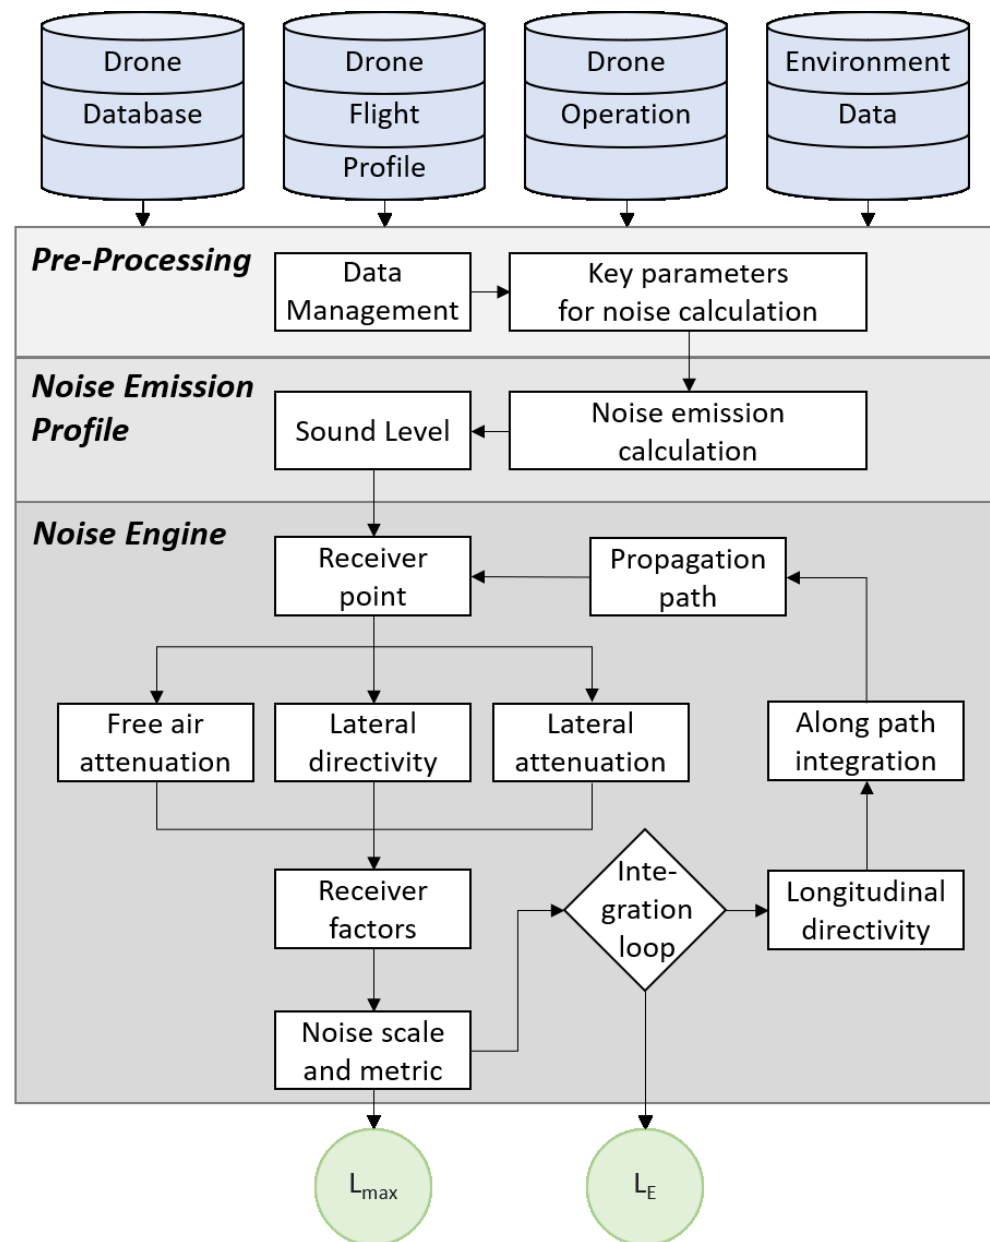 Drone
Database
Drone
Flight
Profile
Drone
Operation
Environment
Data
Pre-Processing
Data
Management
Key parameters
for noise calculation
Noise Emission
Profile
Sound Level
Noise emission
calculation
Noise Engine
Receiver
point
Propagation
path
Free air
attenuation
Lateral
directivity
Lateral
attenuation
Along path
integration
Receiver
factors
Inte-
gration
loop
Longitudinal
directivity
Noise scale
and metric
Lmax
LE